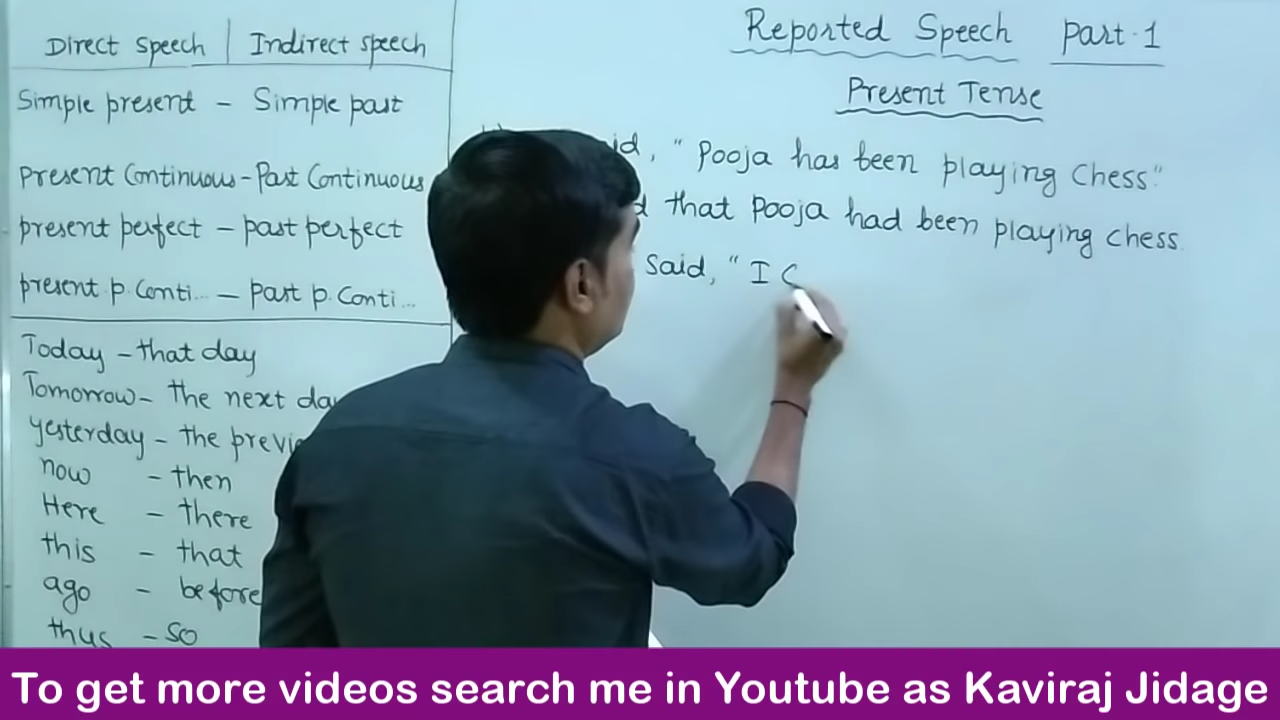 Direct Speech Indirect speech
Simple present – Simple past
present Continuous – Past Continuous
present perfect – past perfect
present p. Conti... – past p. Conti...
Today – that day
Tomorrow – the next
yesterday – the
now – then
Here – there
this – that
ago – before
thus – so
Reported Speech Part·1
Present Tense
"Pooja has been playing Chess."
that Pooja had been playing chess.
Said, "I
To get more videos search me in Youtube as Kaviraj Jidage